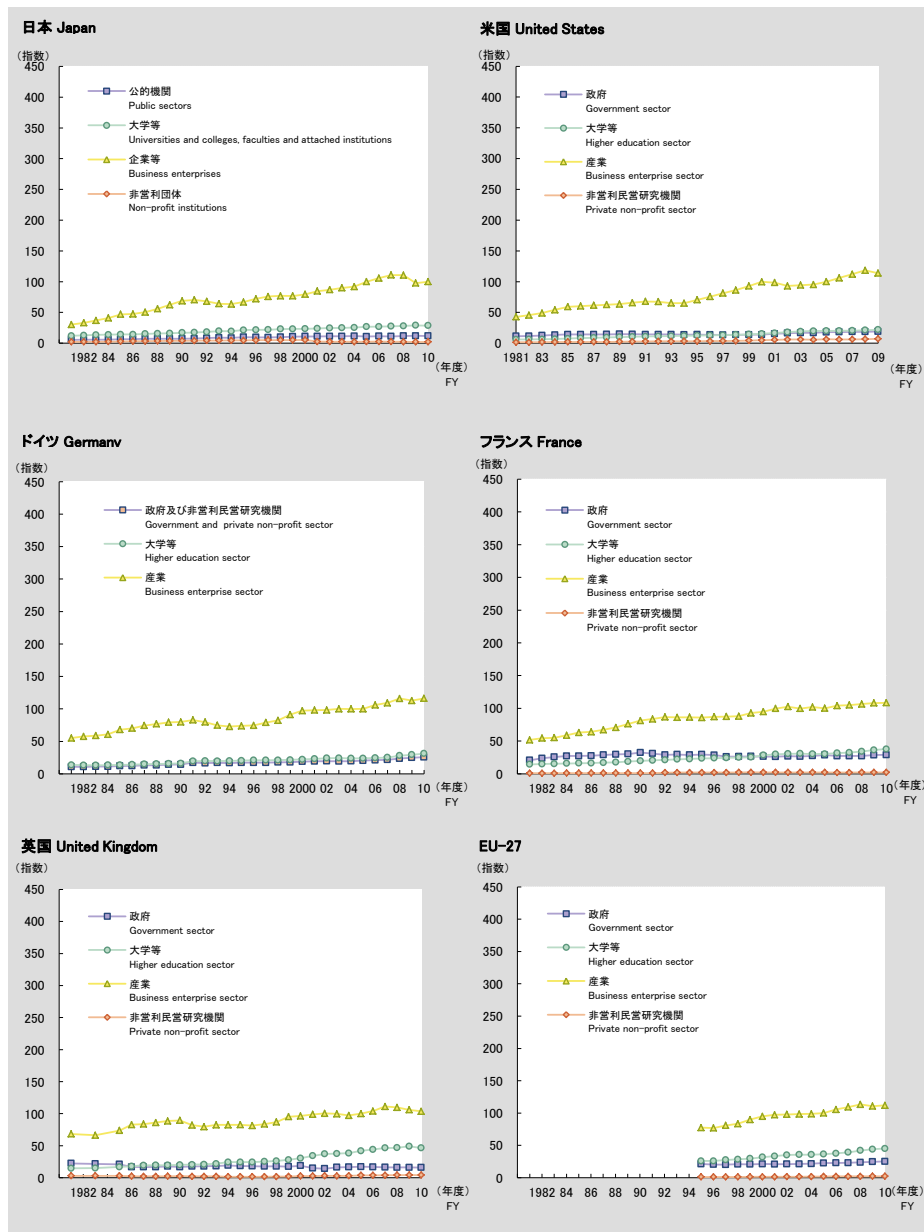 日本 Japan
（指数）
450
400
350
300
250
200
150
100
50
0
公的機関
Public sectors
大学等
Universities and colleges, faculties and attached institutions
企業等
Business enterprises
非営利団体
Non-profit institutions
1982 84 86 88 90 92 94 96 98 2000 02 04 06 08 10
（年度）
FY
米国 United States
（指数）
450
400
350
300
250
200
150
100
50
0
政府
Government sector
大学等
Higher education sector
産業
Business enterprise sector
非営利民営研究機関
Private non-profit sector
1981 83 85 87 89 91 93 95 97 99 01 03 05 07 09
（年度）
FY
ドイツ Germanv
（指数）
450
400
350
300
250
200
150
100
50
0
政府及び非営利民営研究機関
Government and private non-profit sector
大学等
Higher education sector
産業
Business enterprise sector
1982 84 86 88 90 92 94 96 98 2000 02 04 06 08 10
（年度）
FY
フランス France
（指数）
450
400
350
300
250
200
150
100
50
0
政府
Government sector
大学等
Higher education sector
産業
Business enterprise sector
非営利民営研究機関
Private non-profit sector
1982 84 86 88 90 92 94 96 98 2000 02 04 06 08 10
（年度）
FY
英国 United Kingdom
（指数）
450
400
350
300
250
200
150
100
50
0
政府
Government sector
大学等
Higher education sector
産業
Business enterprise sector
非営利民営研究機関
Private non-profit sector
1982 84 86 88 90 92 94 96 98 2000 02 04 06 08 10
（年度）
FY
EU-27
（指数）
450
400
350
300
250
200
150
100
50
0
政府
Government sector
大学等
Higher education sector
産業
Business enterprise sector
非営利民営研究機関
Private non-profit sector
1982 84 86 88 90 92 94 96 98 2000 02 04 06 08 10
（年度）
FY